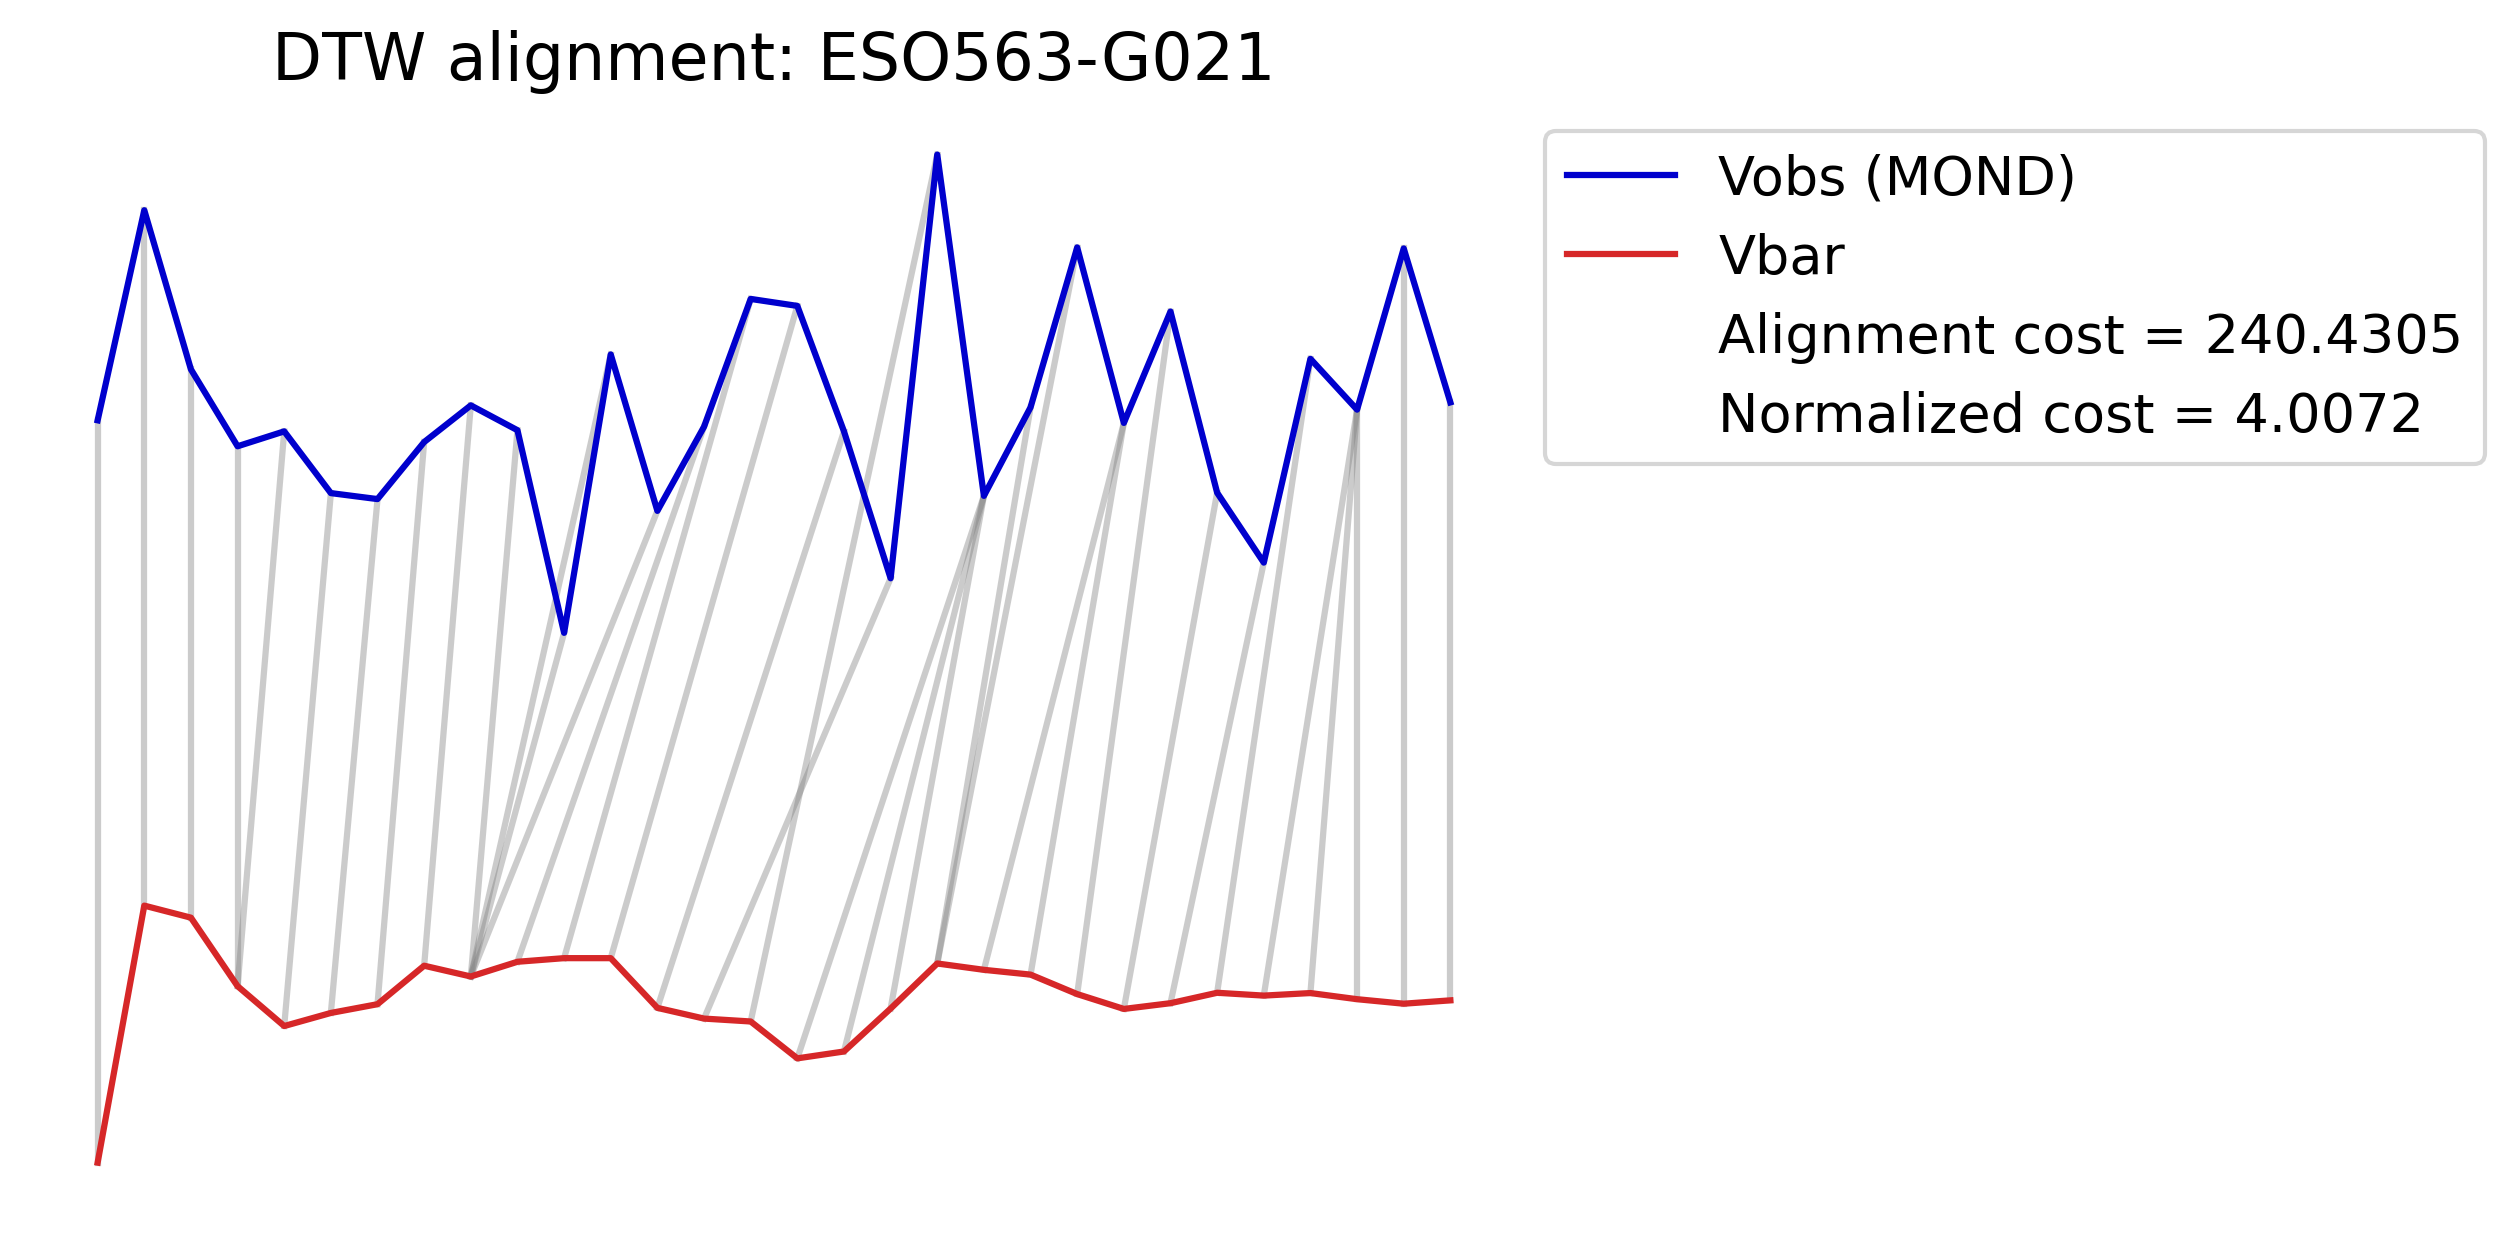 DTW alignment: ESO563-G021
Vobs (MOND)
Vbar
Alignment cost = 240.4305
Normalized cost = 4.0072